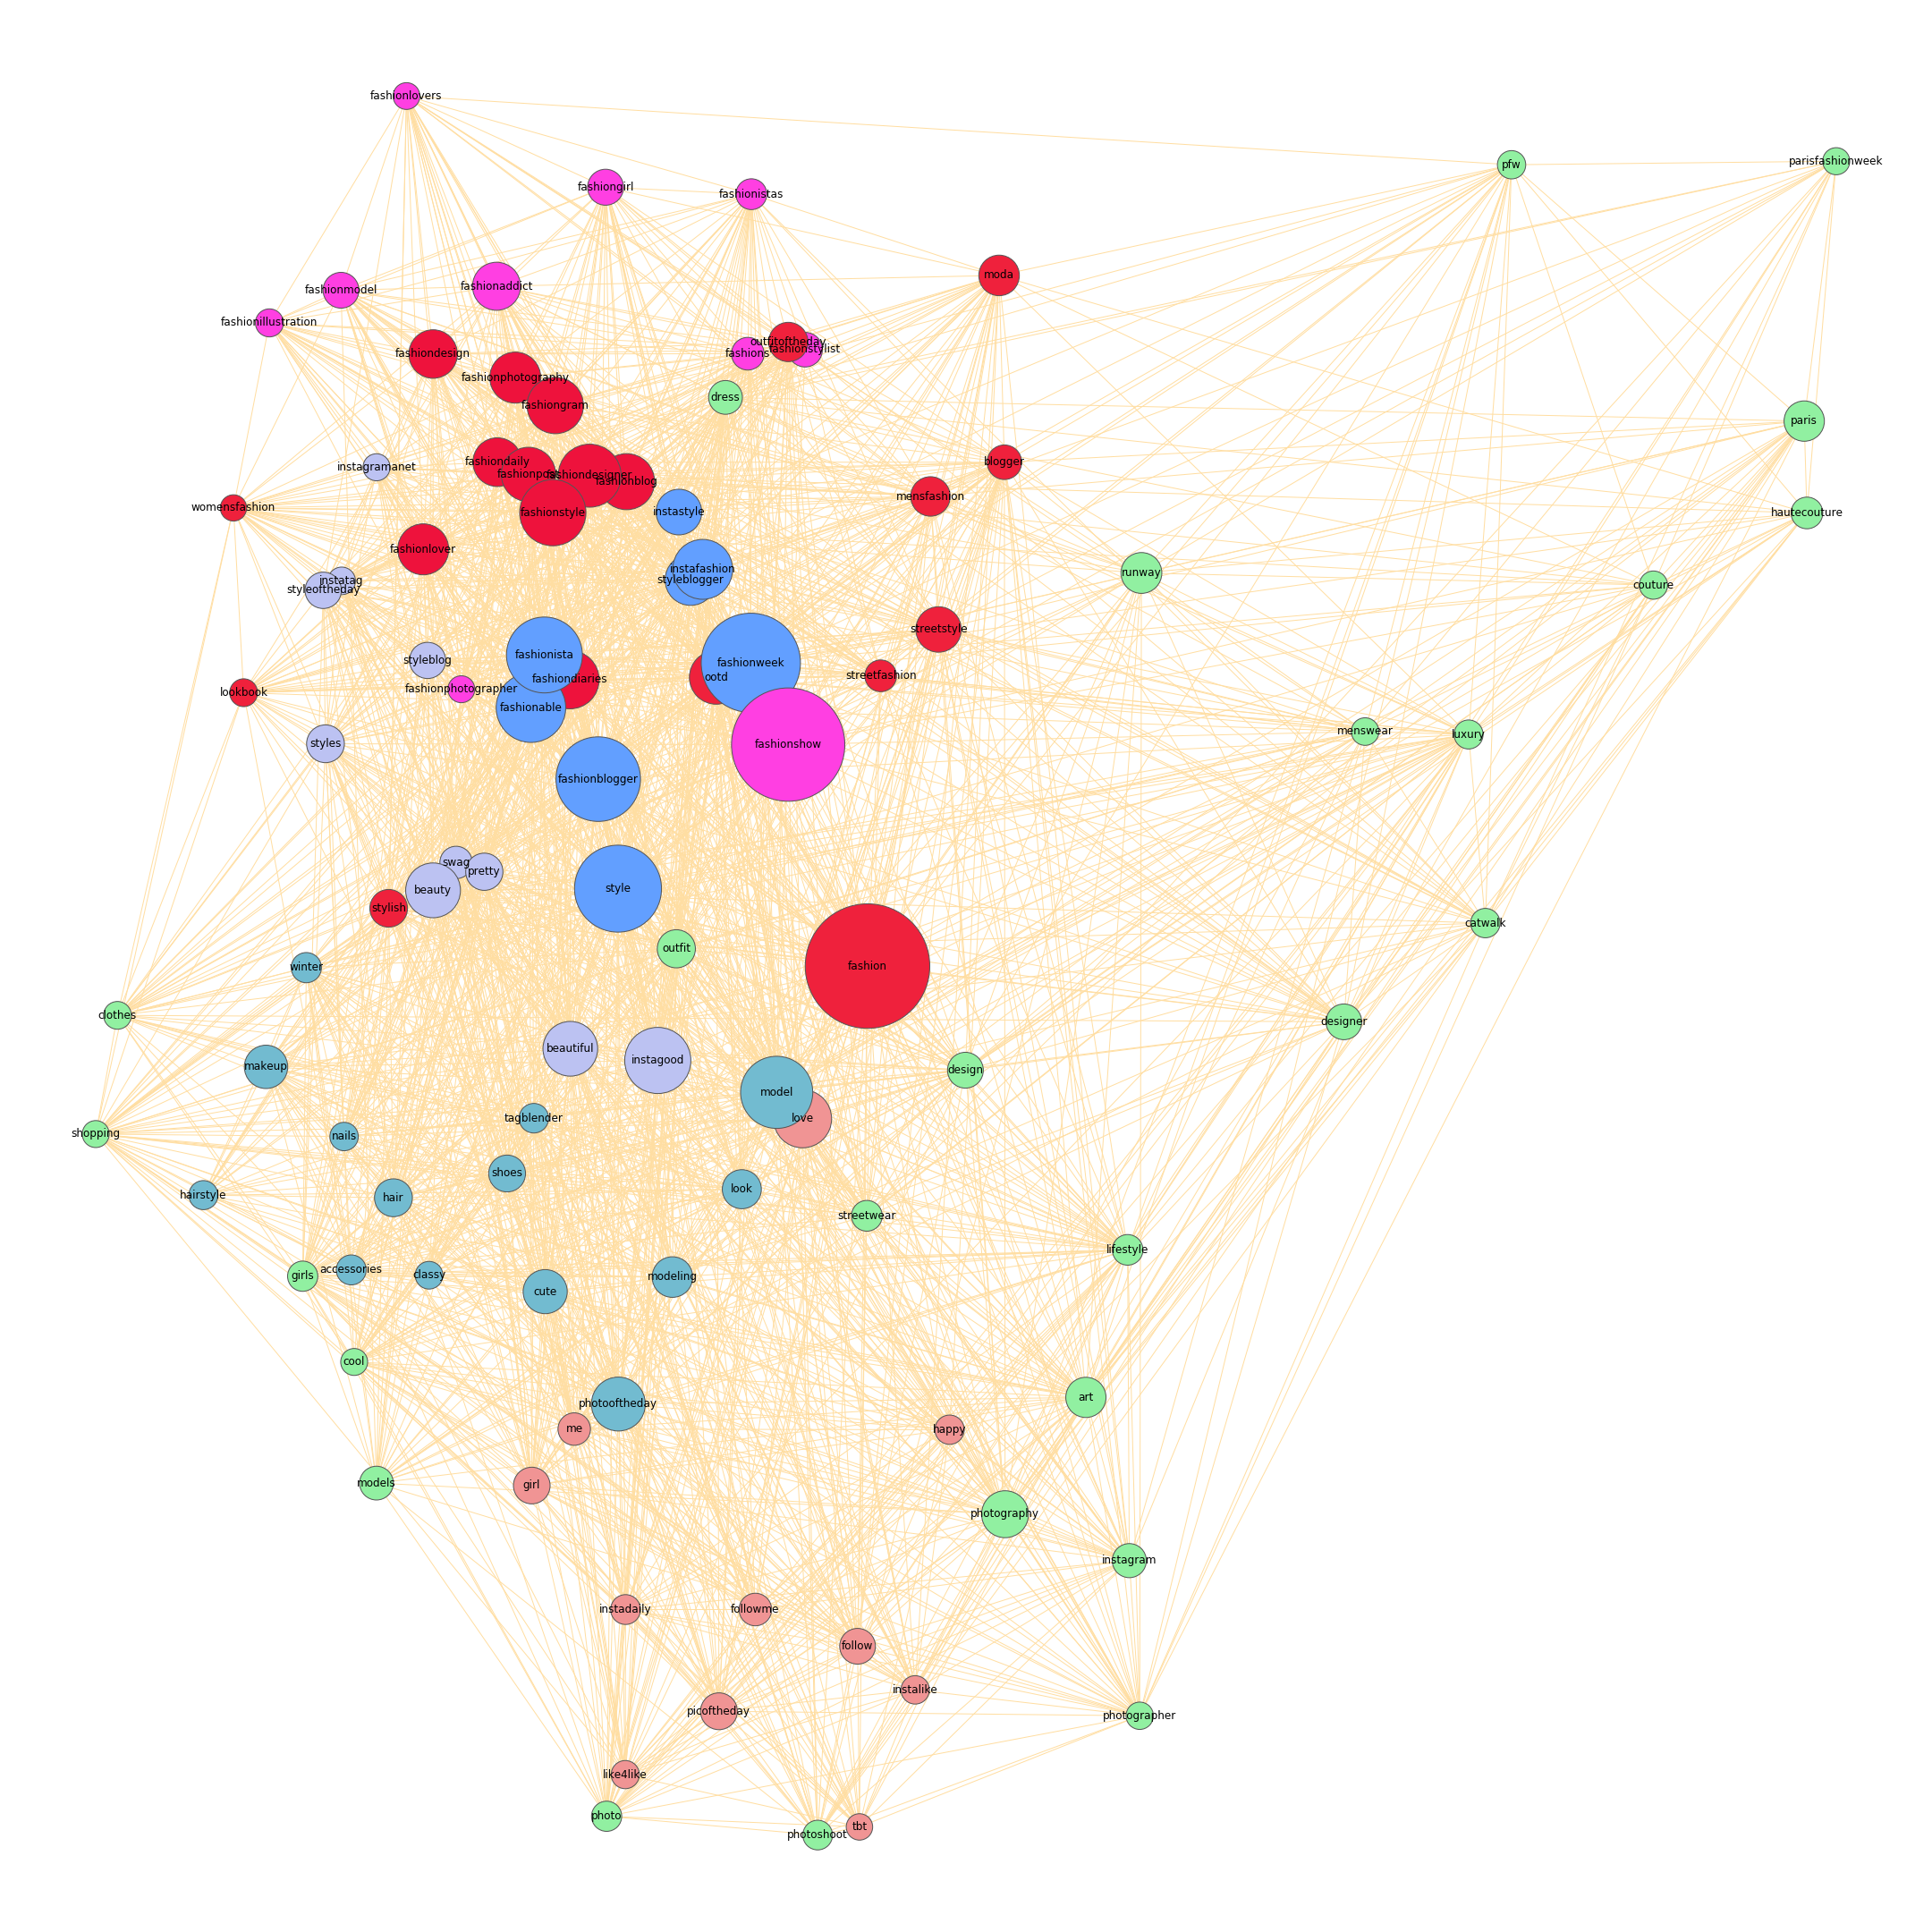 fashionlovers
parisfashionweek
pfw
fashiongirl
fashionistas
moda
fashionaddict
fashionmodel
fashionillustration
outfitoftheday
fashionstylist
fashions
fashiondesign
fashionphotography
dress
fashiongram
paris
fashiondaily
blogger
instagramanet
fashionpost
fashiondesigner
fashionblog
mensfashion
womensfashion
fashionstyle
instastyle
hautecouture
fashionlover
instafashion
runway
styleblogger
instatag
styleoftheday
couture
streetstyle
fashionista
styleblog
fashionweek
streetfashion
ootd
fashiondiaries
fashionphotographer
lookbook
fashionable
menswear
luxury
styles
fashionshow
fashionblogger
swag
pretty
style
beauty
stylish
catwalk
outfit
fashion
winter
clothes
designer
beautiful
instagood
makeup
design
model
love
tagblender
shopping
nails
shoes
look
hairstyle
hair
streetwear
lifestyle
accessories
classy
girls
modeling
cute
cool
art
photooftheday
me
happy
models
girl
photography
instagram
instadaily
followme
follow
instalike
picoftheday
photographer
like4like
photo
tbt
photoshoot